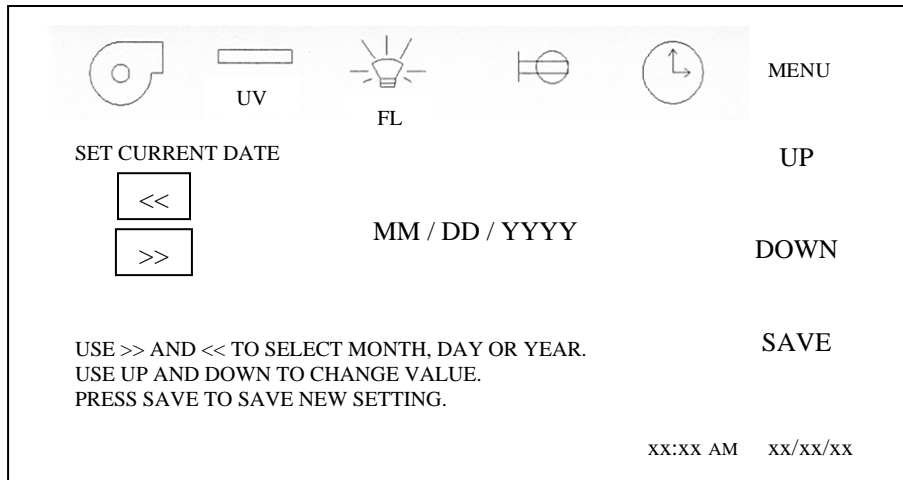 MENU
UV
FL
SET CURRENT DATE
UP
<<
MM / DD / YYYY
>>
DOWN
USE >> AND << TO SELECT MONTH, DAY OR YEAR.
SAVE
USE UP AND DOWN TO CHANGE VALUE.
PRESS SAVE TO SAVE NEW SETTING.
xx:xx AM xx/xx/xx